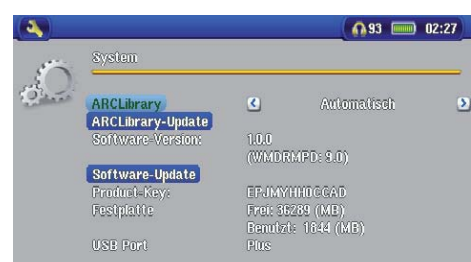 93 02:27
System
ARCLibrary Automatisch
ARCLibrary-Update
Software-Version: 1.0.0
(WMDRMPD: 9.0)
Software-Update
Product-Key: EPJMYHH0CCAD
Festplatte Frei: 36289 (MB)
Benutzt: 1844 (MB)
USB Port Plus